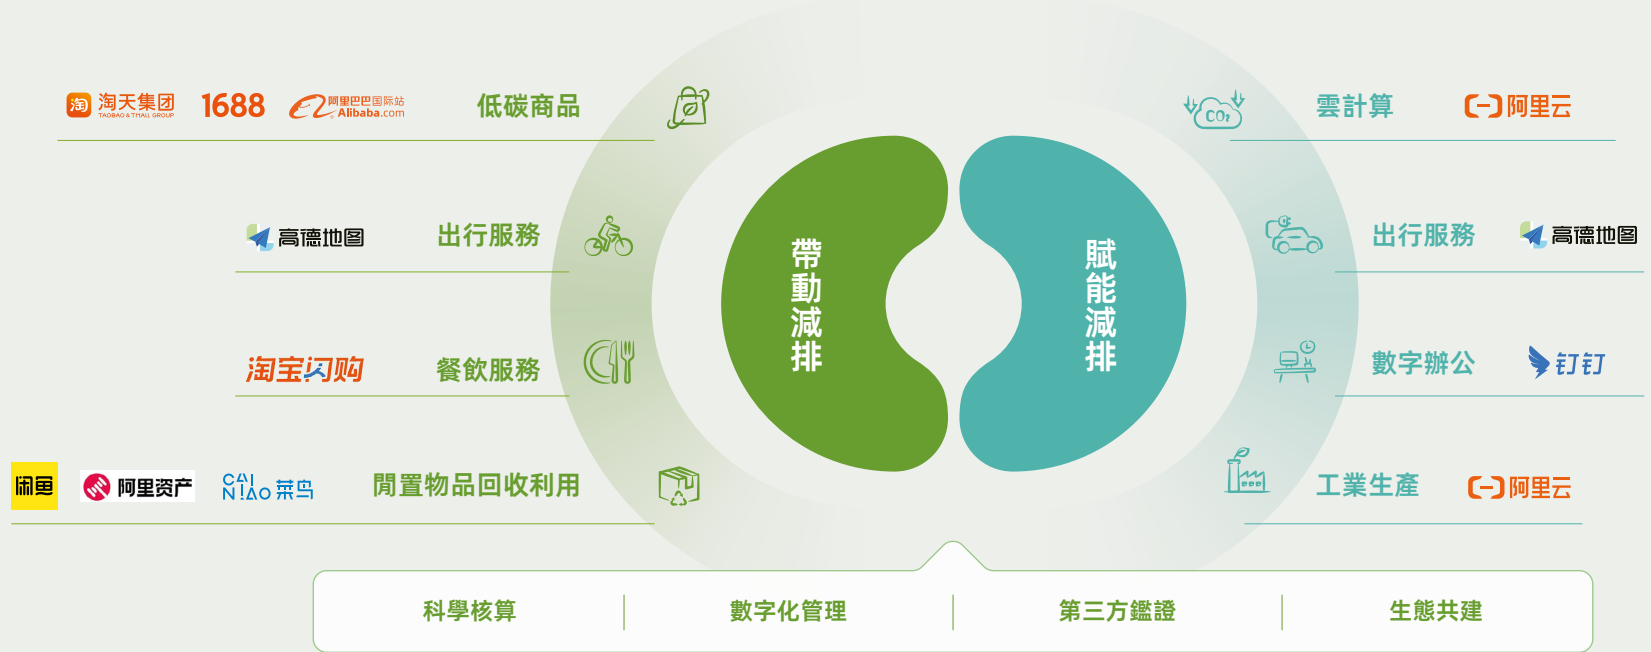 淘 淘天集团 1688 阿里巴巴国际站 低碳商品
TAOBAO & TMALL GROUP Alibaba.com
CO₂ 雲計算 阿里云
高德地图 出行服務
出行服務 高德地图
帶動減排
賦能減排
淘宝闪购 餐飲服務
數字辦公 钉钉
闲鱼 阿里资产 CAINIAO 菜鸟 閒置物品回收利用
工業生產 阿里云
科學核算 數字化管理 第三方鑑證 生態共建